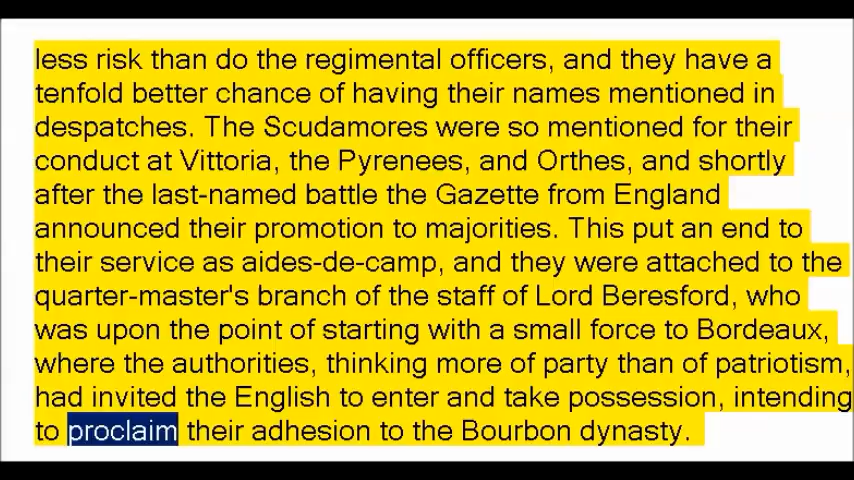 less risk than do the regimental officers, and they have a
tenfold better chance of having their names mentioned in
despatches. The Scudamores were so mentioned for their
conduct at Vittoria, the Pyrenees, and Orthes, and shortly
after the last-named battle the Gazette from England
announced their promotion to majorities. This put an end to
their service as aides-de-camp, and they were attached to the
quarter-master's branch of the staff of Lord Beresford, who
was upon the point of starting with a small force to Bordeaux,
where the authorities, thinking more of party than of patriotism,
had invited the English to enter and take possession, intending
to proclaim their adhesion to the Bourbon dynasty.